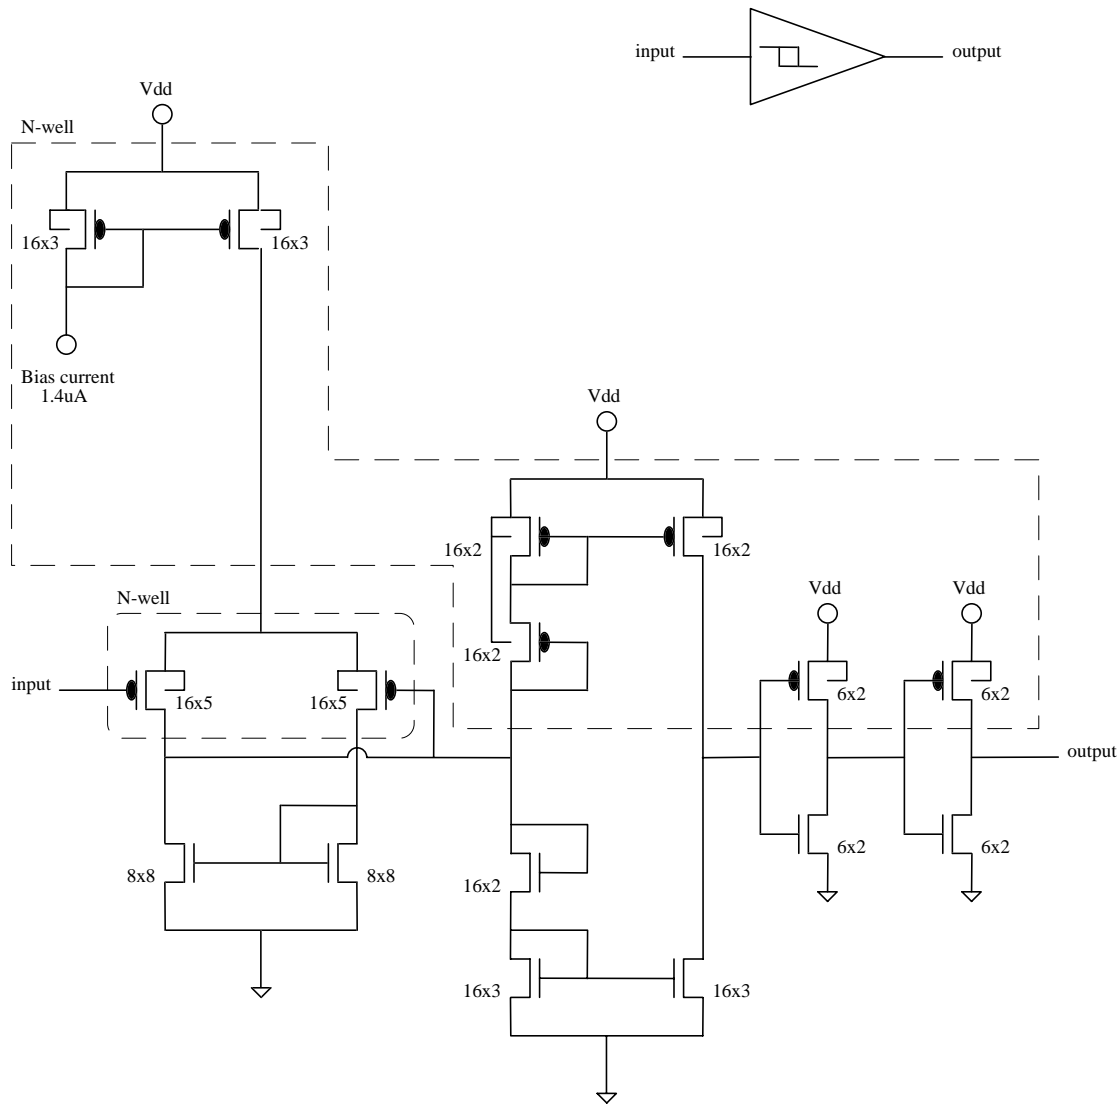 input
output
Vdd
N-well
16x3
16x3
Bias current
1.4uA
Vdd
16x2
16x2
N-well
Vdd
Vdd
16x2
input
16x5
16x5
6x2
6x2
output
8x8
8x8
16x2
6x2
6x2
16x3
16x3